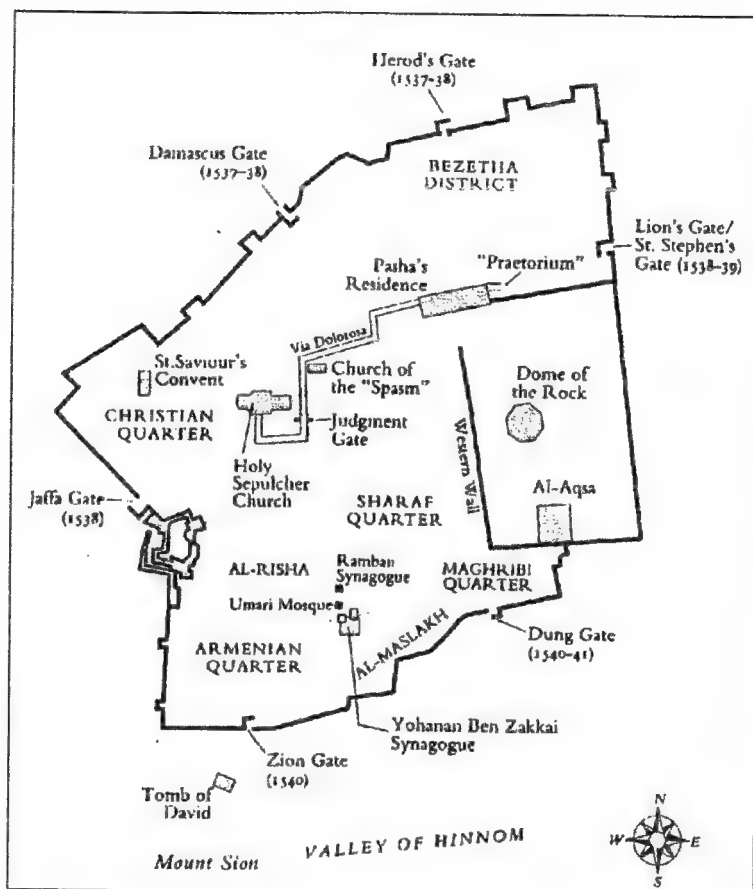 Herod's Gate
(1537-38)
Damascus Gate
(1537-38)
BEZETHA
DISTRICT
Lion's Gate/
St. Stephen's
Gate (1538-39)
Pasha's
Residence
"Praetorium"
Via Dolorosa
St.Saviour's
Convent
Church of
the "Spasm"
Dome of
the Rock
CHRISTIAN
QUARTER
Judgment
Gate
Western Wall
Holy
Sepulcher
Church
Jaffa Gate
(1538)
SHARAF
QUARTER
Al-Aqsa
AL-RISHA
Ramban
Synagogue
MAGHRIBI
QUARTER
Umari Mosque
ARMENIAN
QUARTER
AL-MASLAKH
Dung Gate
(1540-41)
Yohanan Ben Zakkai
Synagogue
Zion Gate
(1540)
Tomb of
David
Mount Sion
VALLEY OF HINNOM
N
W
E
S